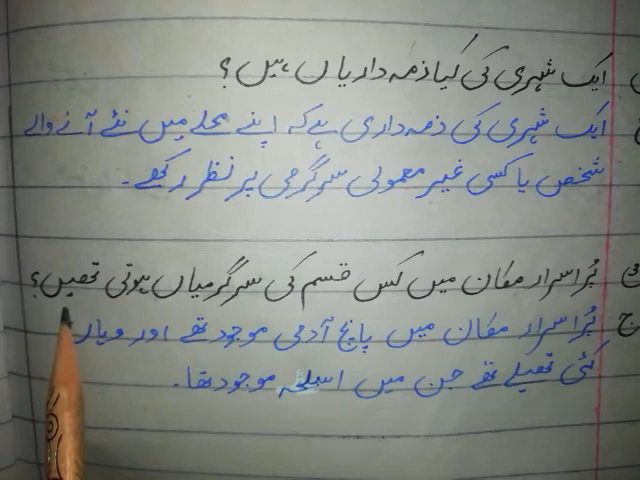 ایک شہری کی کیا ذمہ داریاں ہیں؟
ایک شہری کی ذمہ داری ہے کہ اپنے محلے میں نئے آنے والے
شخص یا کسی غیر معمولی سرگرمی پر نظر رکھے۔
پُراسرار مکان میں کس قسم کی سرگرمیاں ہوتی تھیں؟
ج پُراسرار مکان میں پانچ آدمی موجود تھے اور وہاں
کئی تھیلے تھے جن میں اسلحہ موجود تھا۔